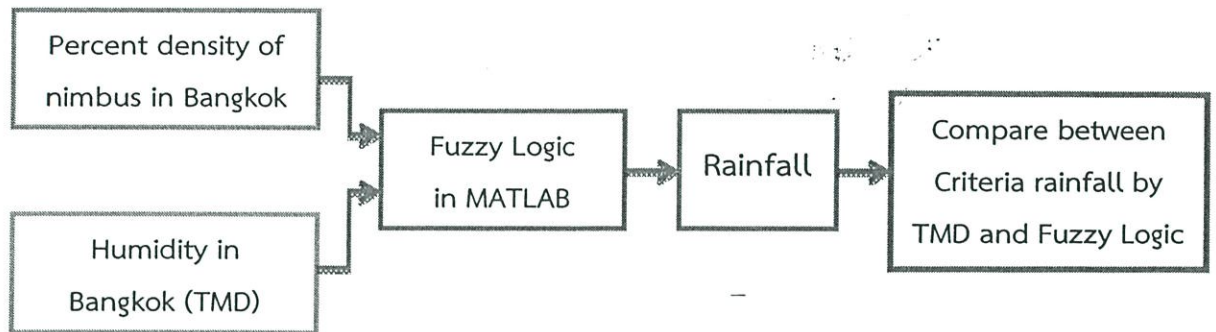 Percent density of
nimbus in Bangkok
Humidity in
Bangkok (TMD)
Fuzzy Logic
in MATLAB
Rainfall
Compare between
Criteria rainfall by
TMD and Fuzzy Logic